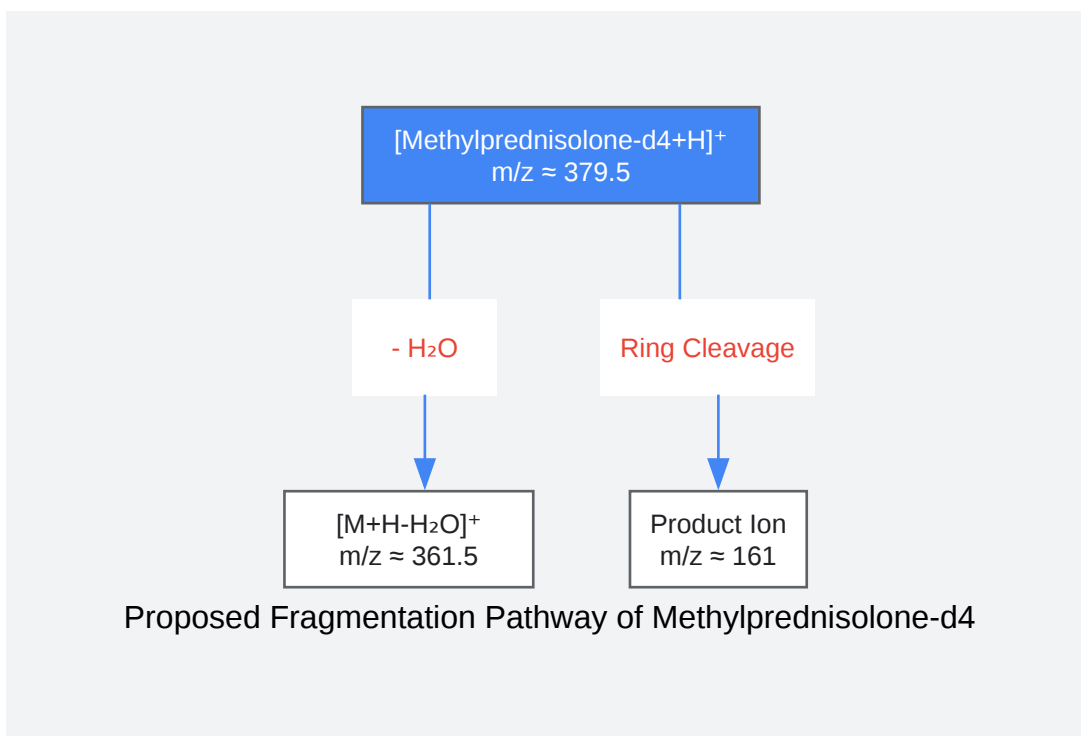 [Methylprednisolone-d4+H]⁺
m/z ≈ 379.5
- H₂O
Ring Cleavage
[M+H-H₂O]⁺
m/z ≈ 361.5
Product Ion
m/z ≈ 161
Proposed Fragmentation Pathway of Methylprednisolone-d4